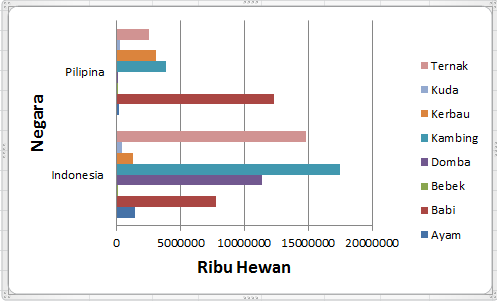 Negara
Pilipina
Indonesia
0 5000000 10000000 15000000 20000000
Ribu Hewan
Ternak
Kuda
Kerbau
Kambing
Domba
Bebek
Babi
Ayam